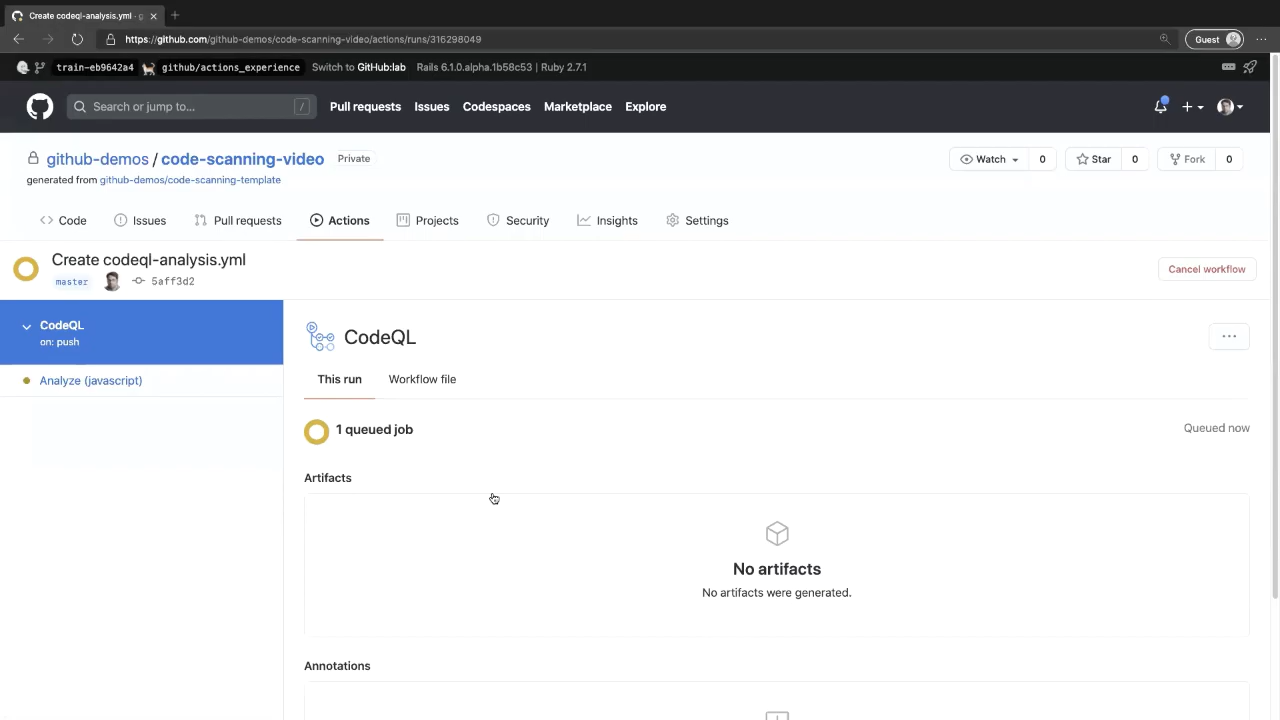 Create codeql-analysis.yml · g
https://github.com/github-demos/code-scanning-video/actions/runs/316298049
Guest
train-eb9642a4 github/actions_experience Switch to GitHub:lab Rails 6.1.0.alpha.1b58c53 | Ruby 2.7.1
Search or jump to... / Pull requests Issues Codespaces Marketplace Explore
github-demos / code-scanning-video Private
Watch 0 Star 0 Fork 0
generated from github-demos/code-scanning-template
Code Issues Pull requests Actions Projects Security Insights Settings
Create codeql-analysis.yml
master 5aff3d2
Cancel workflow
CodeQL
on: push
Analyze (javascript)
CodeQL
This run Workflow file
1 queued job
Queued now
Artifacts
No artifacts
No artifacts were generated.
Annotations